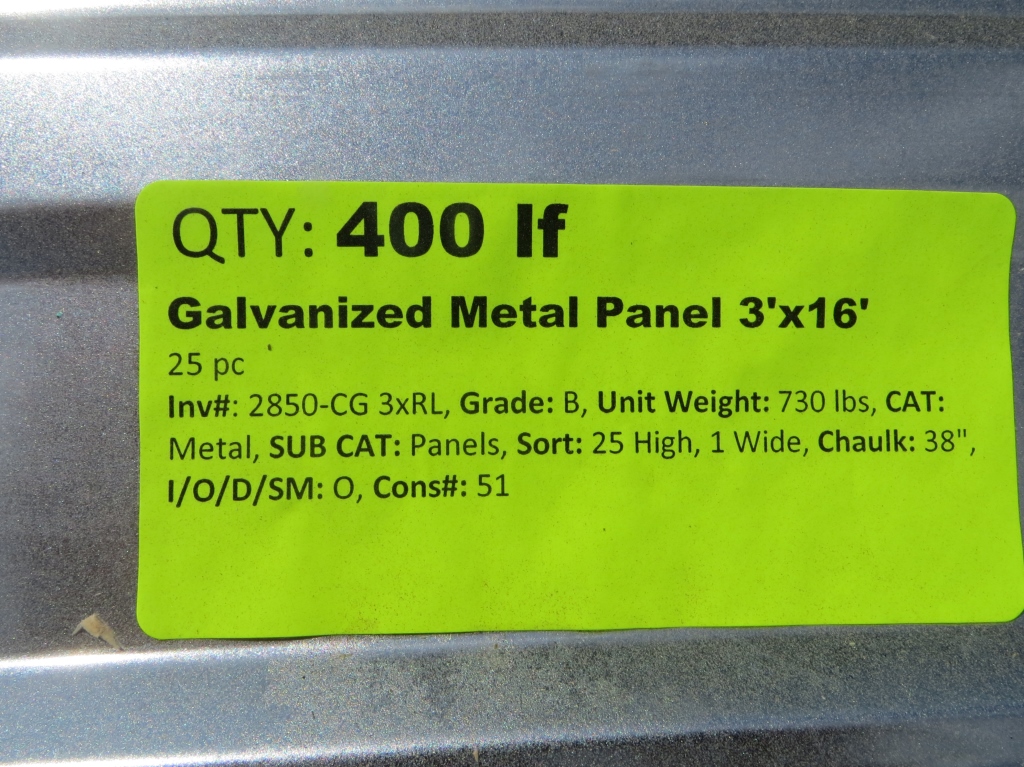 QTY: 400 lf
Galvanized Metal Panel 3'x16'
25 pc
Inv#: 2850-CG 3xRL, Grade: B, Unit Weight: 730 lbs, CAT:
Metal, SUB CAT: Panels, Sort: 25 High, 1 Wide, Chaulk: 38",
I/O/D/SM: O, Cons#: 51